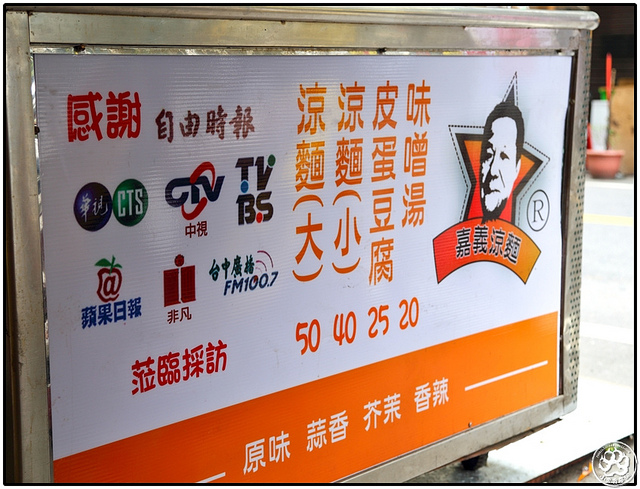 感謝 自由時報
華視 CTS
CTV
中視
TVBS
蘋果日報
非凡
台中廣播
FM100.7
蒞臨採訪
涼麵(大) 50
涼麵(小) 40
皮蛋豆腐 25
味噌湯 20
嘉義涼麵
®
原味 蒜香 芥茉 香辣